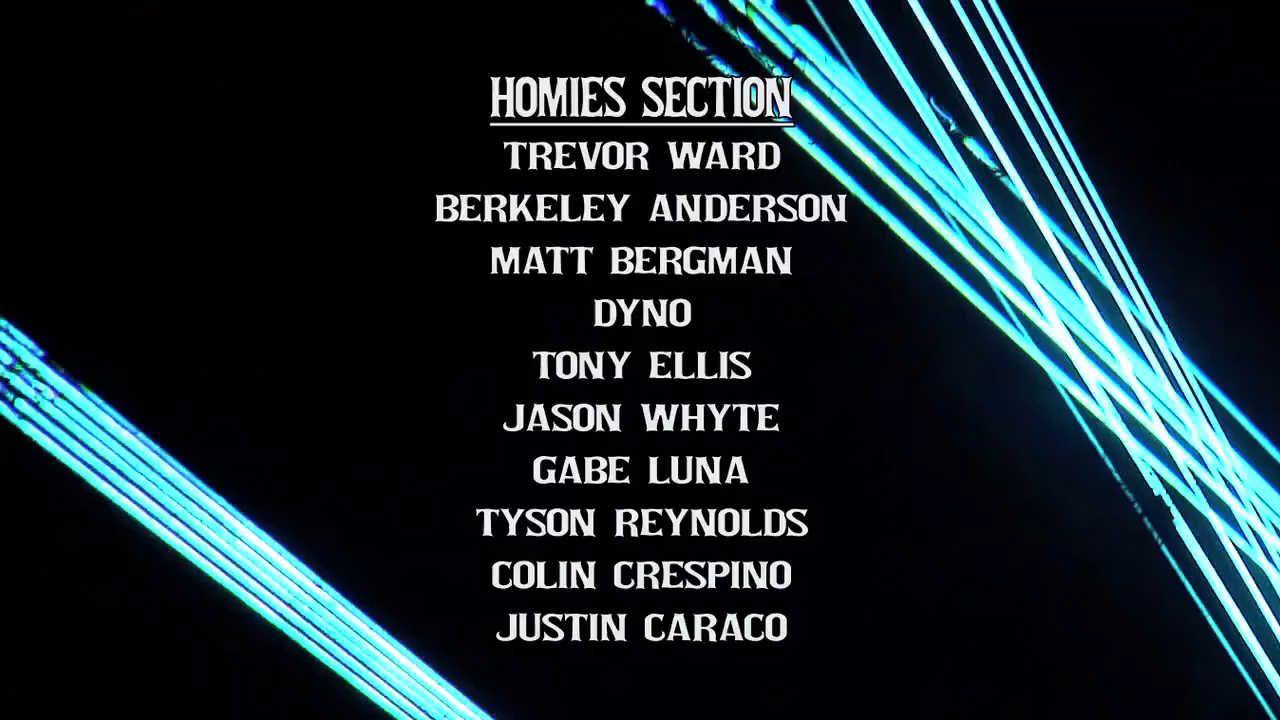 HOMIES SECTION
TREVOR WARD
BERKELEY ANDERSON
MATT BERGMAN
DYNO
TONY ELLIS
JASON WHYTE
GABE LUNA
TYSON REYNOLDS
COLIN CRESPINO
JUSTIN CARACO